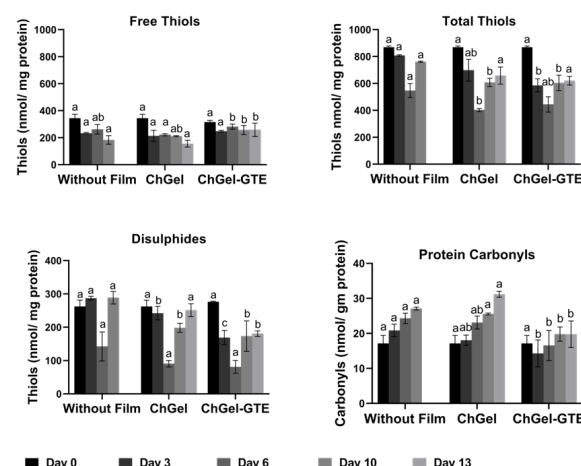 Free Thiols
Thiols (nmol/ mg protein)
1000
800
600
400
200
0
a a ab a
a a a ab a
a a b b b
Without Film ChGel ChGel-GTE
Total Thiols
Thiols nmol/ mg protein)
1000
800
600
400
200
0
a a a a
a ab b b a
a b ab b a
Without Film ChGel ChGel-GTE
Disulphides
Thiols (nmol/ mg protein)
400
300
200
100
0
a a a a
a b a b a
a c a b b
Without Film ChGel ChGel-GTE
Protein Carbonyls
Carbonyls (nmol/ gm protein)
40
30
20
10
0
a a a a
a ab ab a a
a b b b b
Without Film ChGel ChGel-GTE
Day 0 Day 3 Day 6 Day 10 Day 13